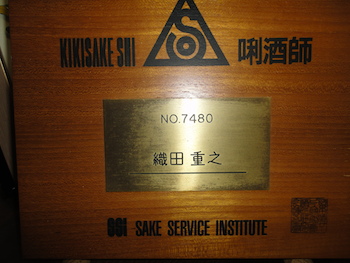 KIKISAKE SHI 唎酒師
NO.7480
織田 重之
SSI SAKE SERVICE INSTITUTE